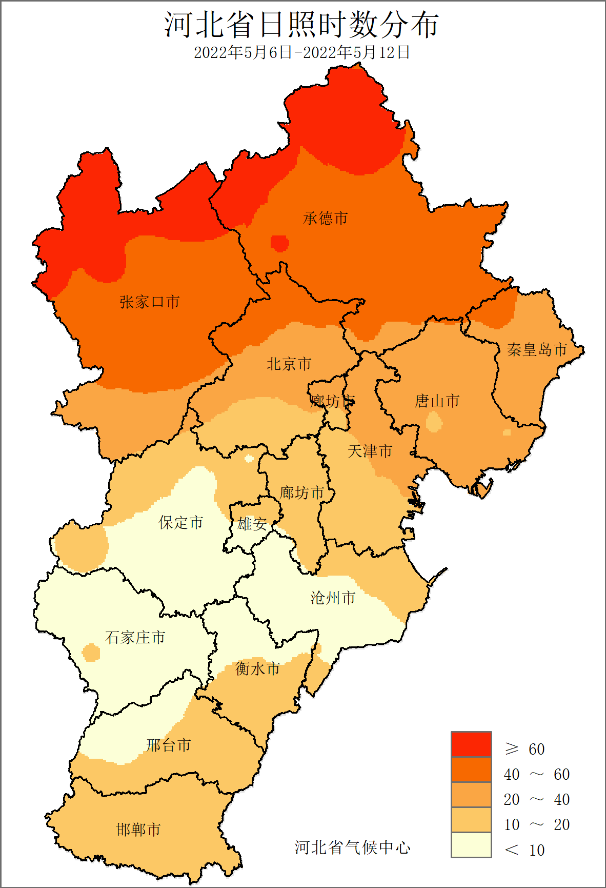 河北省日照时数分布
2022年5月6日-2022年5月12日
承德市
张家口市
秦皇岛市
北京市
廊坊市
唐山市
天津市
廊坊市
保定市
雄安
沧州市
石家庄市
衡水市
邢台市
≥ 60
40 ~ 60
20 ~ 40
10 ~ 20
< 10
邯郸市
河北省气候中心